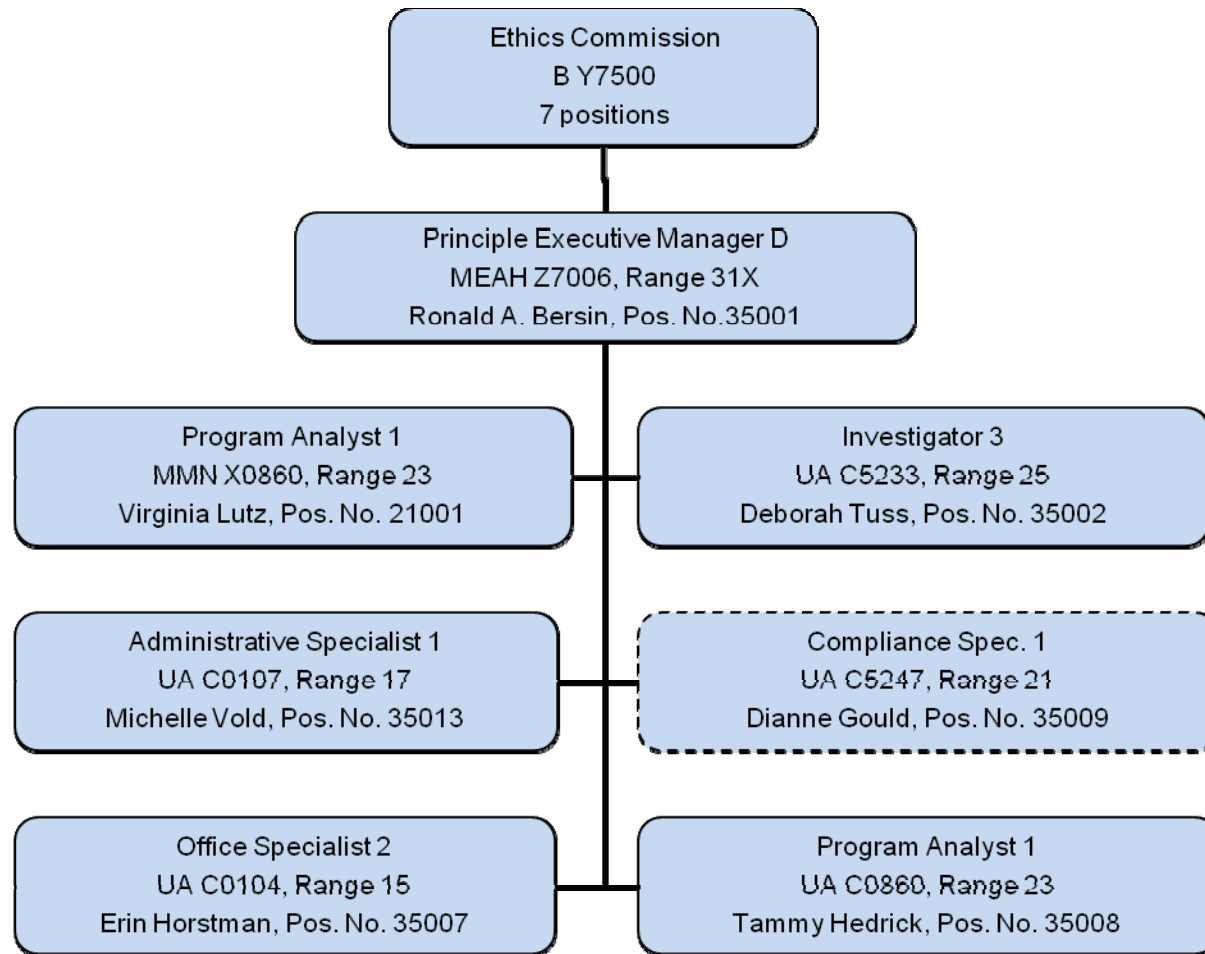 Ethics Commission
B Y7500
7 positions
Principle Executive Manager D
MEAH Z7006, Range 31X
Ronald A. Bersin, Pos. No.35001
Program Analyst 1
MMN X0860, Range 23
Virginia Lutz, Pos. No. 21001
Investigator 3
UA C5233, Range 25
Deborah Tuss, Pos. No. 35002
Administrative Specialist 1
UA C0107, Range 17
Michelle Vold, Pos. No. 35013
Compliance Spec. 1
UA C5247, Range 21
Dianne Gould, Pos. No. 35009
Office Specialist 2
UA C0104, Range 15
Erin Horstman, Pos. No. 35007
Program Analyst 1
UA C0860, Range 23
Tammy Hedrick, Pos. No. 35008